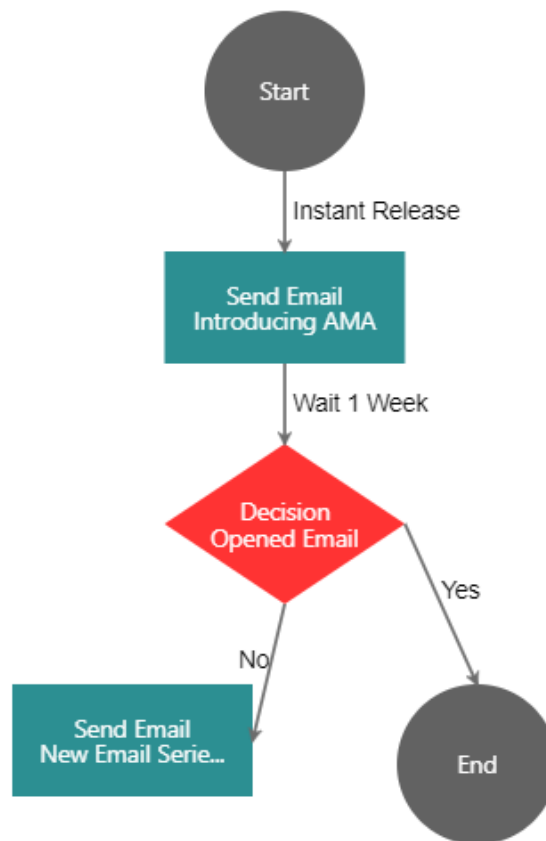 Start
Instant Release
Send Email
Introducing AMA
Wait 1 Week
Decision
Opened Email
Yes
No
Send Email
New Email Serie...
End